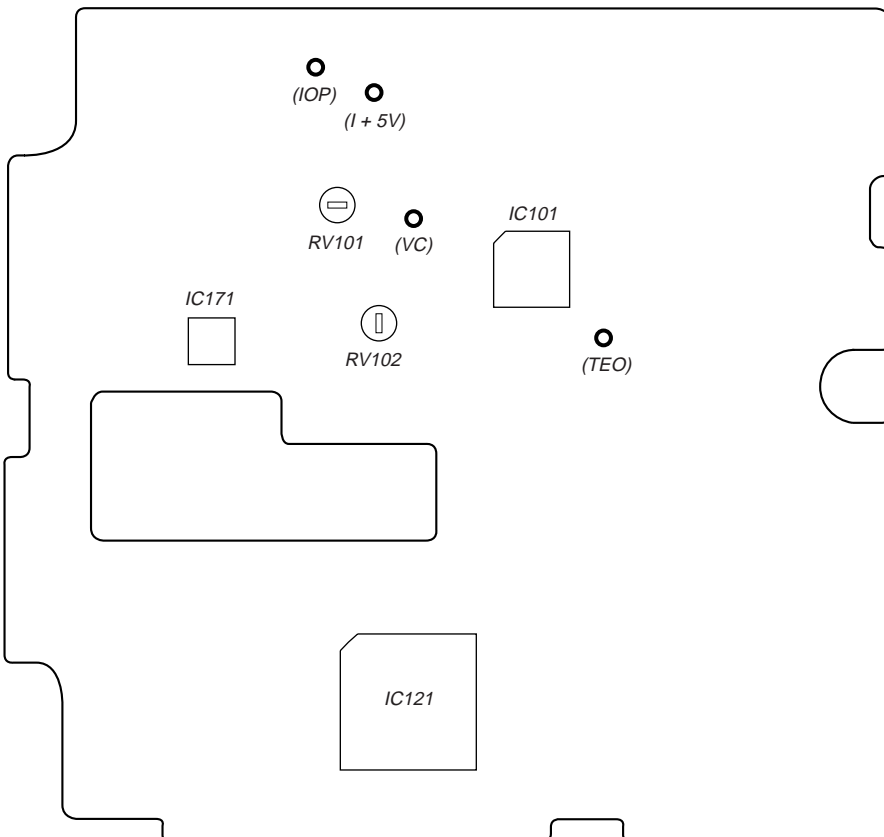 (IOP)
(I + 5V)
RV101
(VC)
IC101
IC171
RV102
(TEO)
IC121